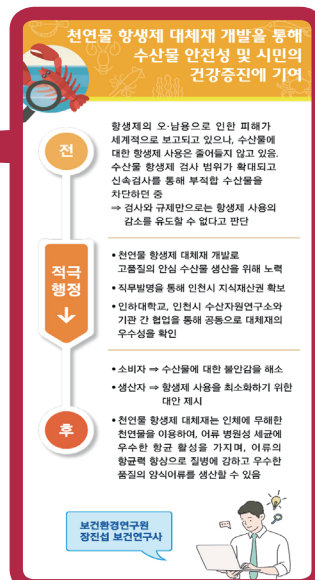 천연물 항생제 대체재 개발을 통해
수산물 안전성 및 시민의
건강증진에 기여
전
항생제의 오·남용으로 인한 피해가
세계적으로 보고되고 있으나, 수산물에
대한 항생제 사용은 줄어들지 않고 있음.
수산물 항생제 검사 범위가 확대되고
신속검사를 통해 부적합 수산물을
차단하던 중
⇒ 검사와 규제만으로는 항생제 사용의
감소를 유도할 수 없다고 판단
적극
행정
• 천연물 항생제 대체재 개발로
고품질의 안심 수산물 생산을 위해 노력
• 직무발명을 통해 인천시 지식재산권 확보
• 인하대학교, 인천시 수산자원연구소와
기관 간 협업을 통해 공동으로 대체재의
우수성을 확인
후
• 소비자 ⇒ 수산물에 대한 불안감을 해소
• 생산자 ⇒ 항생제 사용을 최소화하기 위한
대안 제시
• 천연물 항생제 대체재는 인체에 무해한
천연물을 이용하여, 어류 병원성 세균에
우수한 항균 활성을 가지며, 어류의
항균력 향상으로 질병에 강하고 우수한
품질의 양식어류를 생산할 수 있음
보건환경연구원
장진섭 보건연구사